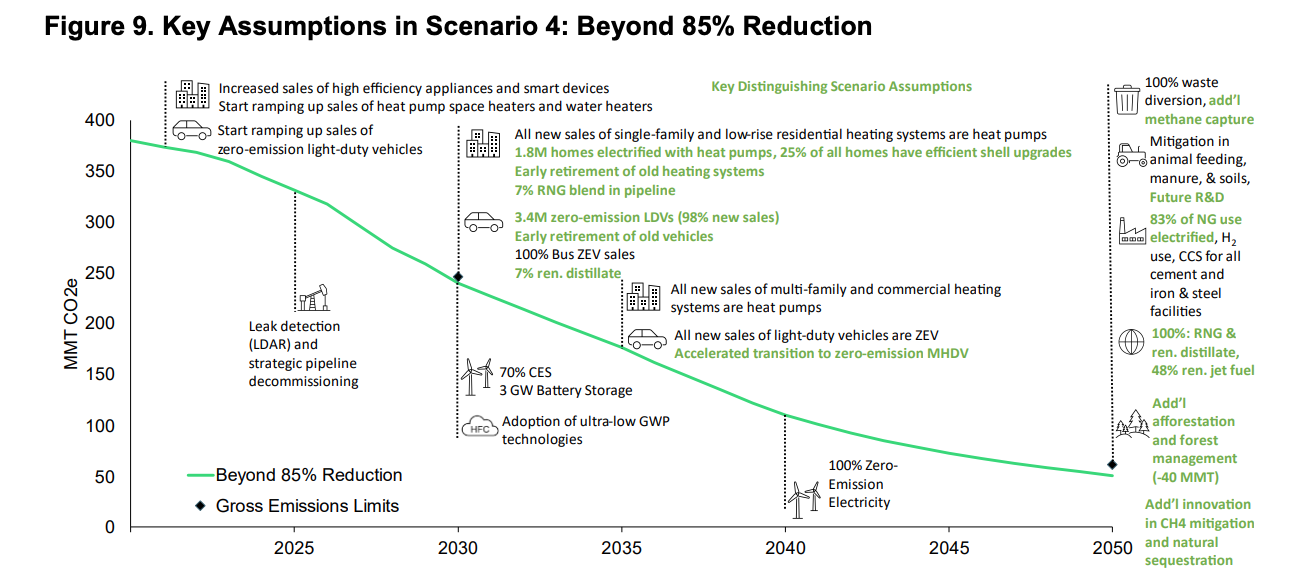 Figure 9. Key Assumptions in Scenario 4: Beyond 85% Reduction
Increased sales of high efficiency appliances and smart devices
Start ramping up sales of heat pump space heaters and water heaters
Start ramping up sales of
zero-emission light-duty vehicles
Key Distinguishing Scenario Assumptions
All new sales of single-family and low-rise residential heating systems are heat pumps
1.8M homes electrified with heat pumps, 25% of all homes have efficient shell upgrades
Early retirement of old heating systems
7% RNG blend in pipeline
3.4M zero-emission LDVs (98% new sales)
Early retirement of old vehicles
100% Bus ZEV sales
7% ren. distillate
All new sales of multi-family and commercial heating
systems are heat pumps
All new sales of light-duty vehicles are ZEV
Accelerated transition to zero-emission MHDV
Leak detection
(LDAR) and
strategic pipeline
decommissioning
70% CES
3 GW Battery Storage
HFC
Adoption of ultra-low GWP
technologies
100% Zero-
Emission
Electricity
100% waste
diversion, add'l
methane capture
Mitigation in
animal feeding,
manure, & soils,
Future R&D
83% of NG use
electrified, H2
use, CCS for all
cement and
iron & steel
facilities
100%: RNG &
ren. distillate,
48% ren. jet fuel
Add'l
afforestation
and forest
management
(-40 MMT)
Add'l innovation
in CH4 mitigation
and natural
sequestration
MMT CO2e
400
350
300
250
200
150
100
50
0
Beyond 85% Reduction
Gross Emissions Limits
2025
2030
2035
2040
2045
2050